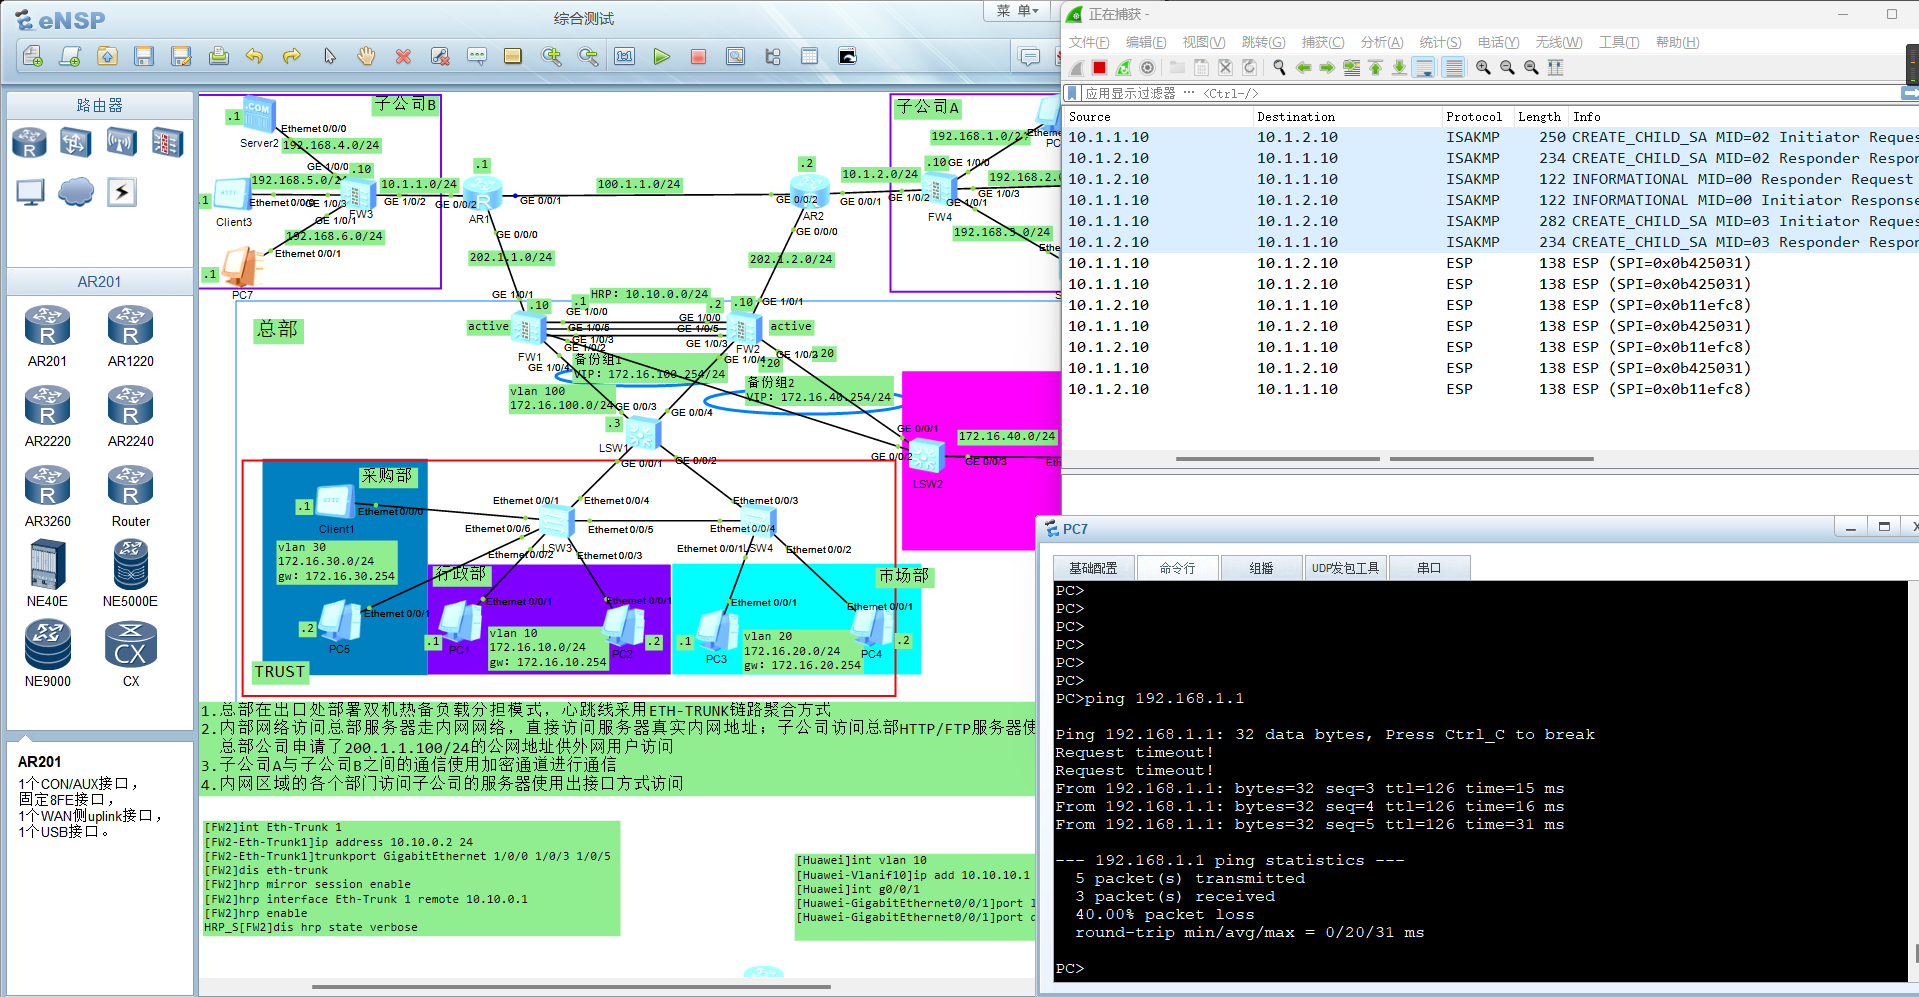 eNSP
综合测试
菜 单
路由器
AR201
AR201
AR1220
AR2220
AR2240
AR3260
Router
NE40E
NE5000E
NE9000
CX
AR201
1个CON/AUX接口，
固定8FE接口，
1个WAN侧uplink接口，
1个USB接口。
子公司B
.1
Server2
Ethernet 0/0/0
192.168.4.0/24
GE 1/0/0
.10
192.168.5.0/24
.1
Client3
Ethernet 0/0/0
GE 1/0/3
FW3
GE 1/0/1
GE 1/0/2
10.1.1.0/24
192.168.6.0/24
Ethernet 0/0/1
.1
PC7
.1
GE 0/0/2
AR1
GE 0/0/1
GE 0/0/0
100.1.1.0/24
.2
GE 0/0/2
AR2
GE 0/0/1
GE 0/0/0
10.1.2.0/24
子公司A
192.168.1.0/2
Etherne
PC
.10
GE 1/0/0
192.168.2.
GE 1/0/2
GE 1/0/3
GE 1/0/1
FW4
192.168.3.0/24
Ethe
202.1.1.0/24
202.1.2.0/24
总部
GE 1/0/1
.10
.1
HRP: 10.10.0.0/24
.2
.10
GE 1/0/1
active
GE 1/0/0
GE 1/0/0
active
GE 1/0/5
GE 1/0/5
GE 1/0/3
GE 1/0/3
FW1
GE 1/0/2
GE 1/0/4
FW2
GE 1/0/4
GE 1/0/2
.20
.20
备份组1
VIP: 172.16.100.254/24
备份组2
VIP: 172.16.40.254/24
vlan 100
172.16.100.0/24
GE 0/0/3
GE 0/0/4
.3
LSW1
GE 0/0/1
GE 0/0/2
GE 0/0/1
GE 0/0/2
GE 0/0/3
172.16.40.0/24
Eth
LSW2
采购部
.1
Client1
Ethernet 0/0/0
vlan 30
172.16.30.0/24
gw: 172.16.30.254
.2
PC5
Ethernet 0/0/1
TRUST
Ethernet 0/0/1
Ethernet 0/0/4
Ethernet 0/0/6
Ethernet 0/0/5
Ethernet 0/0/2
LSW3
Ethernet 0/0/3
Ethernet 0/0/3
Ethernet 0/0/4
Ethernet 0/0/1
LSW4
Ethernet 0/0/2
行政部
Ethernet 0/0/1
Ethernet 0/0/1
.1
PC1
vlan 10
172.16.10.0/24
gw: 172.16.10.254
PC2
.2
市场部
Ethernet 0/0/1
Ethernet 0/0/1
.1
PC3
vlan 20
172.16.20.0/24
gw: 172.16.20.254
PC4
.2
1.总部在出口处部署双机热备负载分担模式，心跳线采用ETH-TRUNK链路聚合方式
2.内部网络访问总部服务器走内网网络，直接访问服务器真实内网地址；子公司访问总部HTTP/FTP服务器使
总部公司申请了200.1.1.100/24的公网地址供外网用户访问
3.子公司A与子公司B之间的通信使用加密通道进行通信
4.内网区域的各个部门访问子公司的服务器使用出接口方式访问
[FW2]int Eth-Trunk 1
[FW2-Eth-Trunk1]ip address 10.10.0.2 24
[FW2-Eth-Trunk1]trunkport GigabitEthernet 1/0/0 1/0/3 1/0/5
[FW2]dis eth-trunk
[FW2]hrp mirror session enable
[FW2]hrp interface Eth-Trunk 1 remote 10.10.0.1
[FW2]hrp enable
HRP_S[FW2]dis hrp state verbose
[Huawei]int vlan 10
[Huawei-Vlanif10]ip add 10.10.10.1
[Huawei]int g0/0/1
[Huawei-GigabitEthernet0/0/1]port l
[Huawei-GigabitEthernet0/0/1]port d
正在捕获 -
文件(F) 编辑(E) 视图(V) 跳转(G) 捕获(C) 分析(A) 统计(S) 电话(Y) 无线(W) 工具(T) 帮助(H)
应用显示过滤器 … <Ctrl-/>
Source Destination Protocol Length Info
10.1.1.10 10.1.2.10 ISAKMP 250 CREATE_CHILD_SA MID=02 Initiator Reques
10.1.2.10 10.1.1.10 ISAKMP 234 CREATE_CHILD_SA MID=02 Responder Respon
10.1.1.10 10.1.2.10 ISAKMP 122 INFORMATIONAL MID=00 Responder Request
10.1.2.10 10.1.1.10 ISAKMP 122 INFORMATIONAL MID=00 Initiator Response
10.1.1.10 10.1.2.10 ISAKMP 282 CREATE_CHILD_SA MID=03 Initiator Reques
10.1.2.10 10.1.1.10 ISAKMP 234 CREATE_CHILD_SA MID=03 Responder Respon
10.1.1.10 10.1.2.10 ESP 138 ESP (SPI=0x0b425031)
10.1.1.10 10.1.2.10 ESP 138 ESP (SPI=0x0b425031)
10.1.2.10 10.1.1.10 ESP 138 ESP (SPI=0x0b11efc8)
10.1.1.10 10.1.2.10 ESP 138 ESP (SPI=0x0b425031)
10.1.2.10 10.1.1.10 ESP 138 ESP (SPI=0x0b11efc8)
10.1.1.10 10.1.2.10 ESP 138 ESP (SPI=0x0b425031)
10.1.2.10 10.1.1.10 ESP 138 ESP (SPI=0x0b11efc8)
PC7
基础配置 命令行 组播 UDP发包工具 串口
PC>
PC>
PC>
PC>
PC>
PC>
PC>ping 192.168.1.1
Ping 192.168.1.1: 32 data bytes, Press Ctrl_C to break
Request timeout!
Request timeout!
From 192.168.1.1: bytes=32 seq=3 ttl=126 time=15 ms
From 192.168.1.1: bytes=32 seq=4 ttl=126 time=16 ms
From 192.168.1.1: bytes=32 seq=5 ttl=126 time=31 ms
--- 192.168.1.1 ping statistics ---
5 packet(s) transmitted
3 packet(s) received
40.00% packet loss
round-trip min/avg/max = 0/20/31 ms
PC>